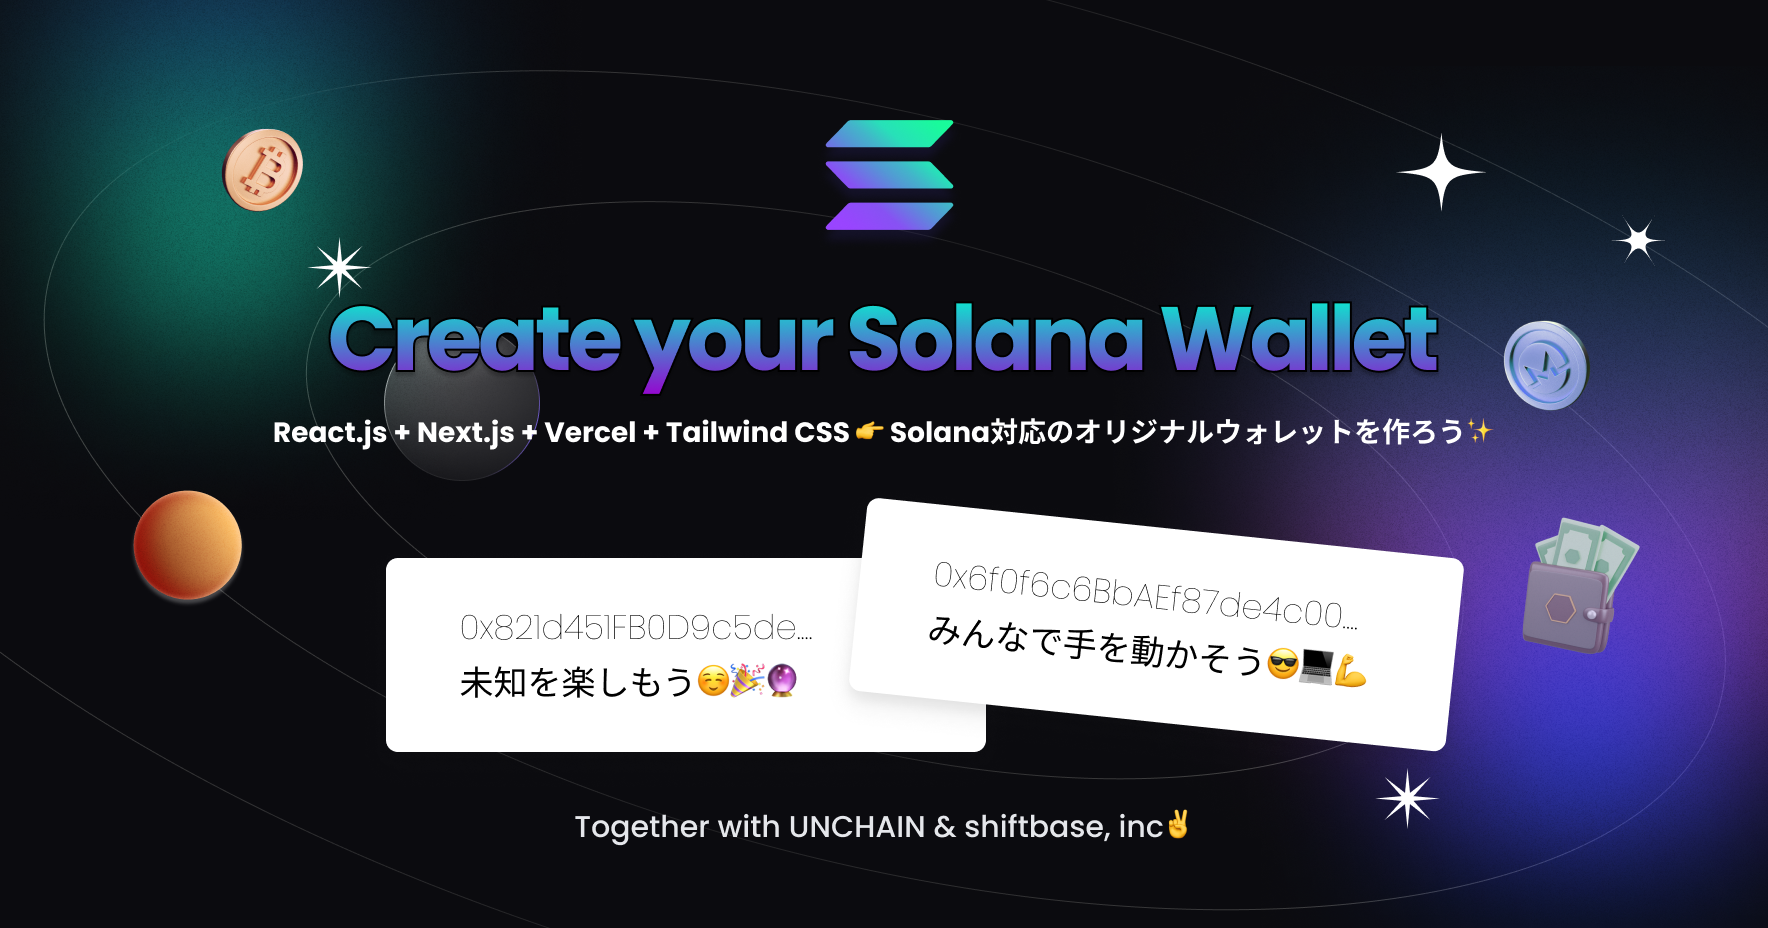 Create your Solana Wallet
React.js + Next.js + Vercel + Tailwind CSS 👉 Solana対応のオリジナルウォレットを作ろう✨
0x821d451FB0D9c5de...
未知を楽しもう☺️🎉🔮
0x6f0f6c6BbAEf87de4c00...
みんなで手を動かそう😎💻💪
Together with UNCHAIN & shiftbase, inc✌️